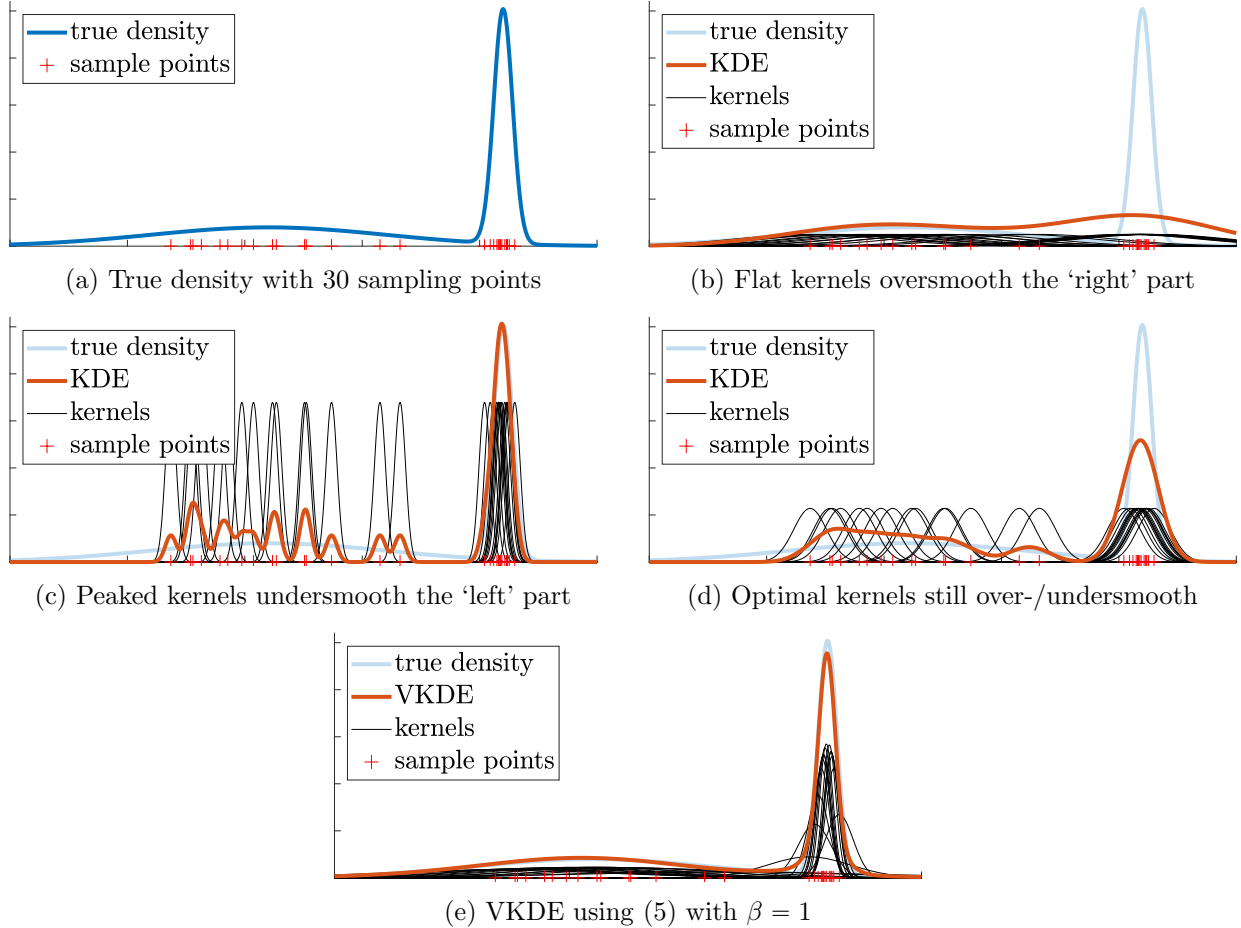 true density
sample points
(a) True density with 30 sampling points
true density
KDE
kernels
sample points
(b) Flat kernels oversmooth the ‘right’ part
true density
KDE
kernels
sample points
(c) Peaked kernels undersmooth the ‘left’ part
true density
KDE
kernels
sample points
(d) Optimal kernels still over-/undersmooth
true density
VKDE
kernels
sample points
(e) VKDE using (5) with β = 1